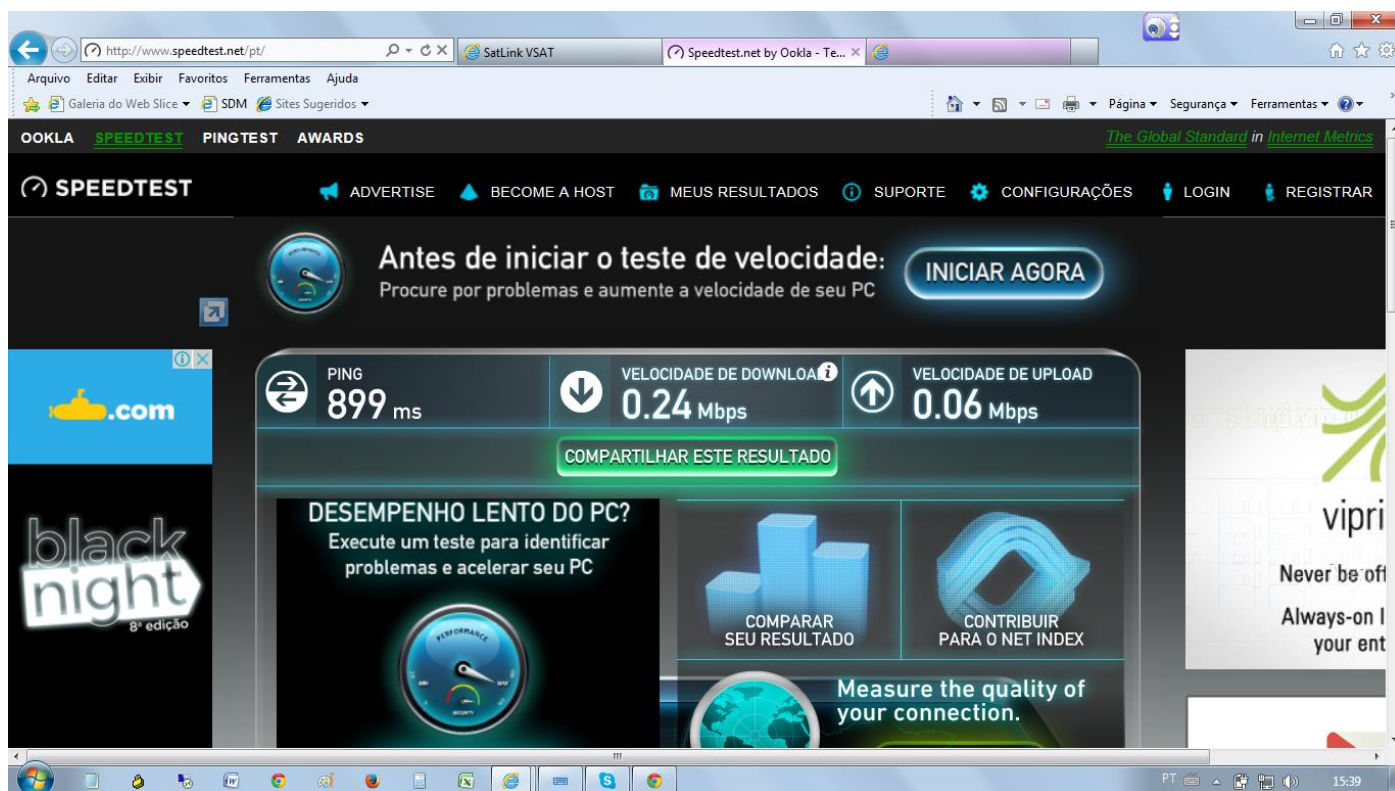 http://www.speedtest.net/pt/
SatLink VSAT
Speedtest.net by Ookla - Te...
Arquivo Editar Exibir Favoritos Ferramentas Ajuda
Galeria do Web Slice SDM Sites Sugeridos
Página Segurança Ferramentas
OOKLA SPEEDTEST PINGTEST AWARDS
The Global Standard in Internet Metrics
SPEEDTEST
ADVERTISE BECOME A HOST MEUS RESULTADOS SUPORTE CONFIGURAÇÕES LOGIN REGISTRAR
Antes de iniciar o teste de velocidade:
Procure por problemas e aumente a velocidade de seu PC
INICIAR AGORA
.com
black
night
8ª edição
PING
899 ms
VELOCIDADE DE DOWNLOAD
0.24 Mbps
VELOCIDADE DE UPLOAD
0.06 Mbps
COMPARTILHAR ESTE RESULTADO
DESEMPENHO LENTO DO PC?
Execute um teste para identificar
problemas e acelerar seu PC
PERFORMANCE
SECURITY
COMPARAR
SEU RESULTADO
CONTRIBUIR
PARA O NET INDEX
Measure the quality of
your connection.
vipri
Never be off
Always-on I
your ent
PT
15:39